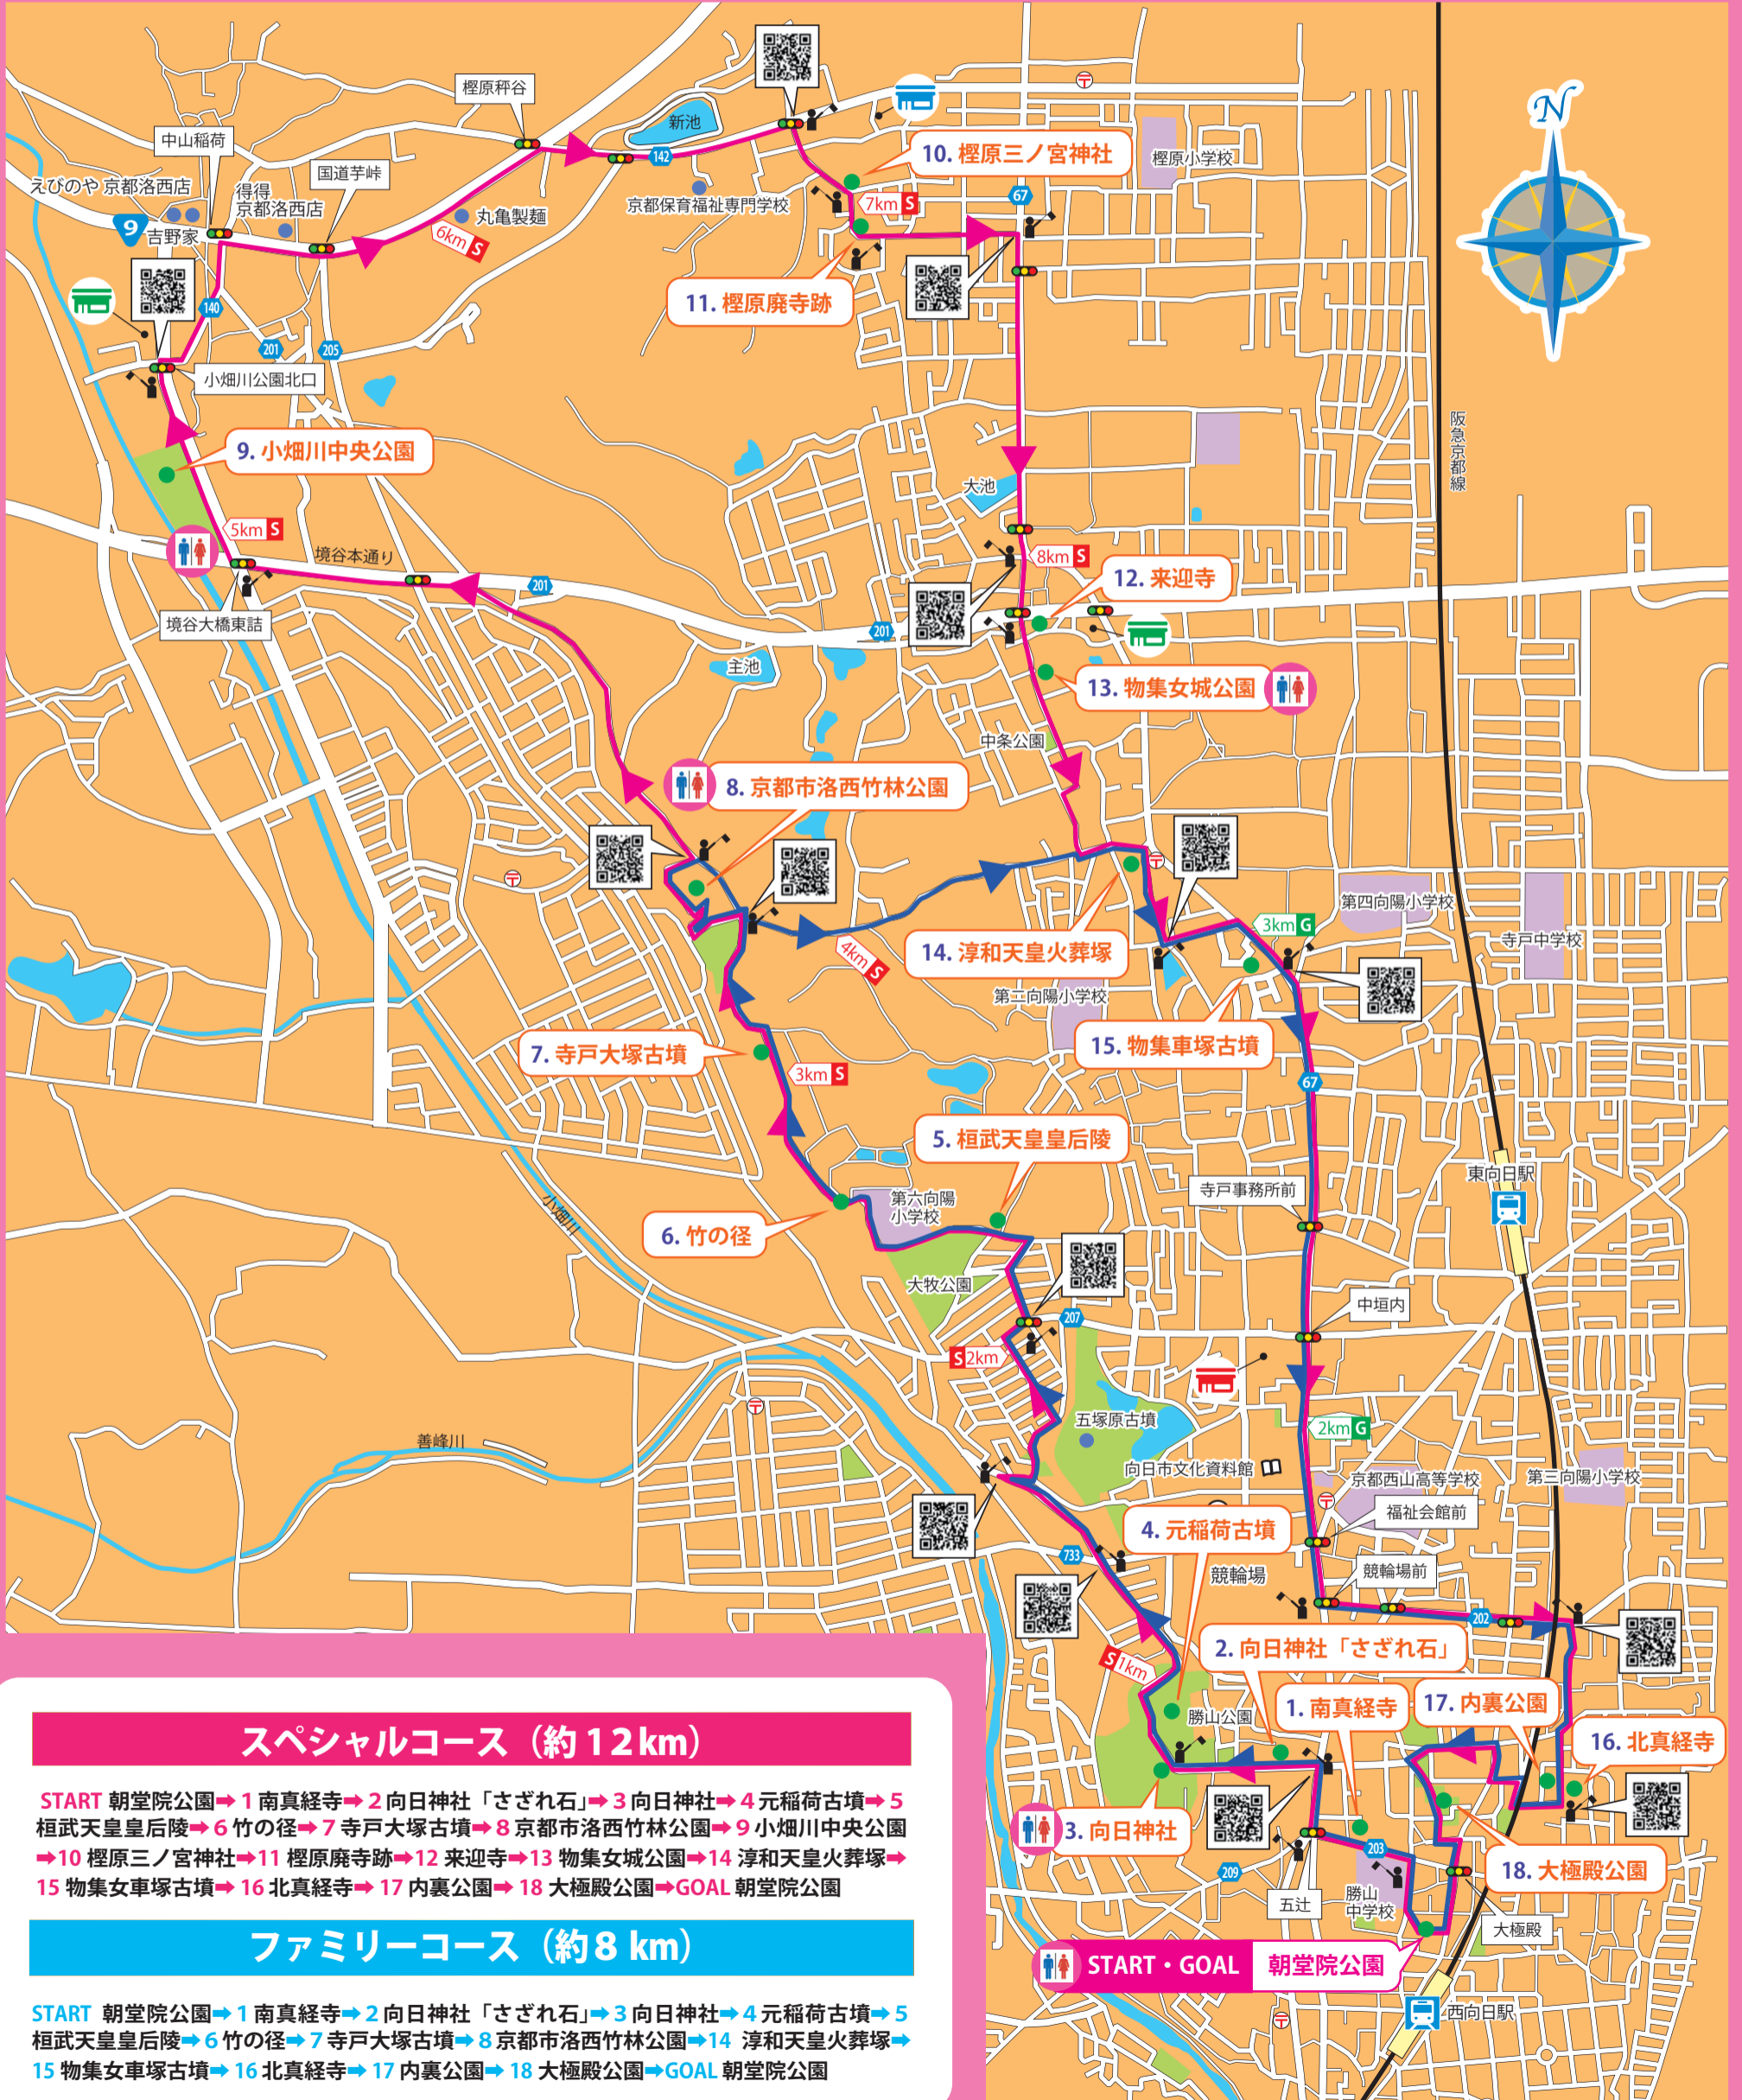 樫原秤谷
新池
中山稲荷
国道芋峠
えびのや 京都洛西店
得得
京都洛西店
9
吉野家
丸亀製麺
6km S
142
京都保育福祉専門学校
10. 樫原三ノ宮神社
樫原小学校
67
7km S
11. 樫原廃寺跡
N
140
201
205
小畑川公園北口
9. 小畑川中央公園
阪急京都線
大池
5km S
境谷本通り
201
8km S
12. 来迎寺
境谷大橋東詰
201
主池
13. 物集女城公園
中条公園
8. 京都市洛西竹林公園
第四向陽小学校
3km G
寺戸中学校
4km S
14. 淳和天皇火葬塚
第二向陽小学校
15. 物集車塚古墳
7. 寺戸大塚古墳
3km S
67
5. 桓武天皇皇后陵
東向日駅
寺戸事務所前
第六向陽
小学校
6. 竹の径
小畑川
大牧公園
207
中垣内
S 2km
五塚原古墳
2km G
善峰川
向日市文化資料館
京都西山高等学校
第三向陽小学校
福祉会館前
4. 元稲荷古墳
733
競輪場
競輪場前
202
2. 向日神社「さざれ石」
S 1km
1. 南真経寺
17. 内裏公園
勝山公園
16. 北真経寺
3. 向日神社
203
209
18. 大極殿公園
五辻
勝山
中学校
大極殿
START・GOAL 朝堂院公園
西向日駅
スペシャルコース（約12km）
START 朝堂院公園➡1 南真経寺➡2 向日神社「さざれ石」➡3 向日神社➡4 元稲荷古墳➡5
桓武天皇皇后陵➡6 竹の径➡7 寺戸大塚古墳➡8 京都市洛西竹林公園➡9 小畑川中央公園
➡10 樫原三ノ宮神社➡11 樫原廃寺跡➡12 来迎寺➡13 物集女城公園➡14 淳和天皇火葬塚➡
15 物集女車塚古墳➡ 16 北真経寺➡ 17 内裏公園➡ 18 大極殿公園➡GOAL 朝堂院公園
ファミリーコース（約8 km）
START 朝堂院公園➡1 南真経寺➡2 向日神社「さざれ石」➡3 向日神社➡4 元稲荷古墳➡5
桓武天皇皇后陵➡6 竹の径➡7 寺戸大塚古墳➡8 京都市洛西竹林公園➡14 淳和天皇火葬塚➡
15 物集女車塚古墳➡ 16 北真経寺➡ 17 内裏公園➡ 18 大極殿公園➡GOAL 朝堂院公園